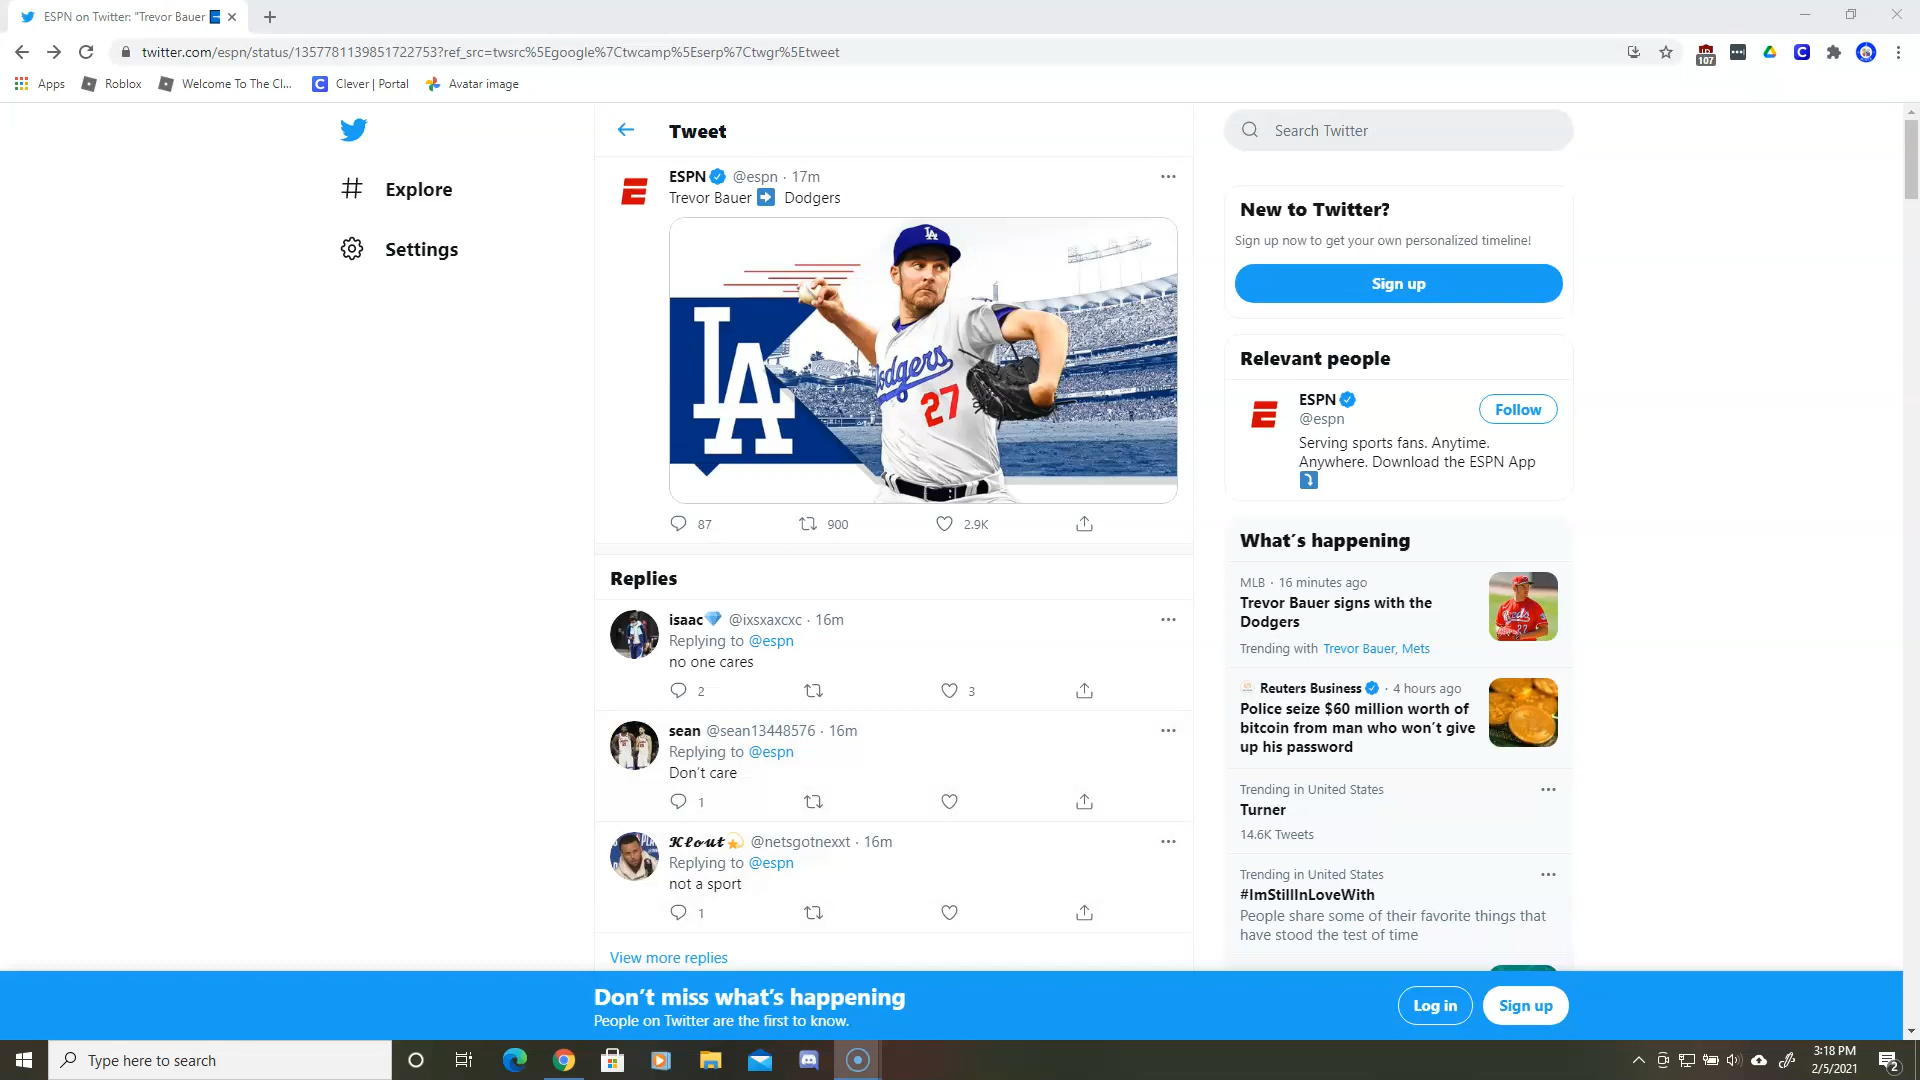 ESPN on Twitter: "Trevor Bauer
twitter.com/espn/status/1357781139851722753?ref_src=twsrc%5Egoogle%7Ctwcamp%5Eserp%7Ctwgr%5Etweet
107
Apps
Roblox
Welcome To The Cl...
Clever | Portal
Avatar image
Explore
Settings
Tweet
ESPN @espn · 17m
Trevor Bauer ➡ Dodgers
LA
LA
dgers
27
87
900
2.9K
Replies
isaac💎 @ixsxaxcxc · 16m
Replying to @espn
no one cares
2
3
sean @sean13448576 · 16m
Replying to @espn
Don't care
1
𝓚𝓵𝓸𝓾𝓽💫 @netsgotnexxt · 16m
Replying to @espn
not a sport
1
View more replies
Search Twitter
New to Twitter?
Sign up now to get your own personalized timeline!
Sign up
Relevant people
ESPN
@espn
Follow
Serving sports fans. Anytime.
Anywhere. Download the ESPN App
⤵
What's happening
MLB · 16 minutes ago
Trevor Bauer signs with the
Dodgers
Trending with Trevor Bauer, Mets
Reds
27
Reuters Business · 4 hours ago
Police seize $60 million worth of
bitcoin from man who won't give
up his password
Trending in United States
Turner
14.6K Tweets
Trending in United States
#ImStillInLoveWith
People share some of their favorite things that
have stood the test of time
Don't miss what's happening
People on Twitter are the first to know.
Log in
Sign up
Type here to search
3:18 PM
2/5/2021
2